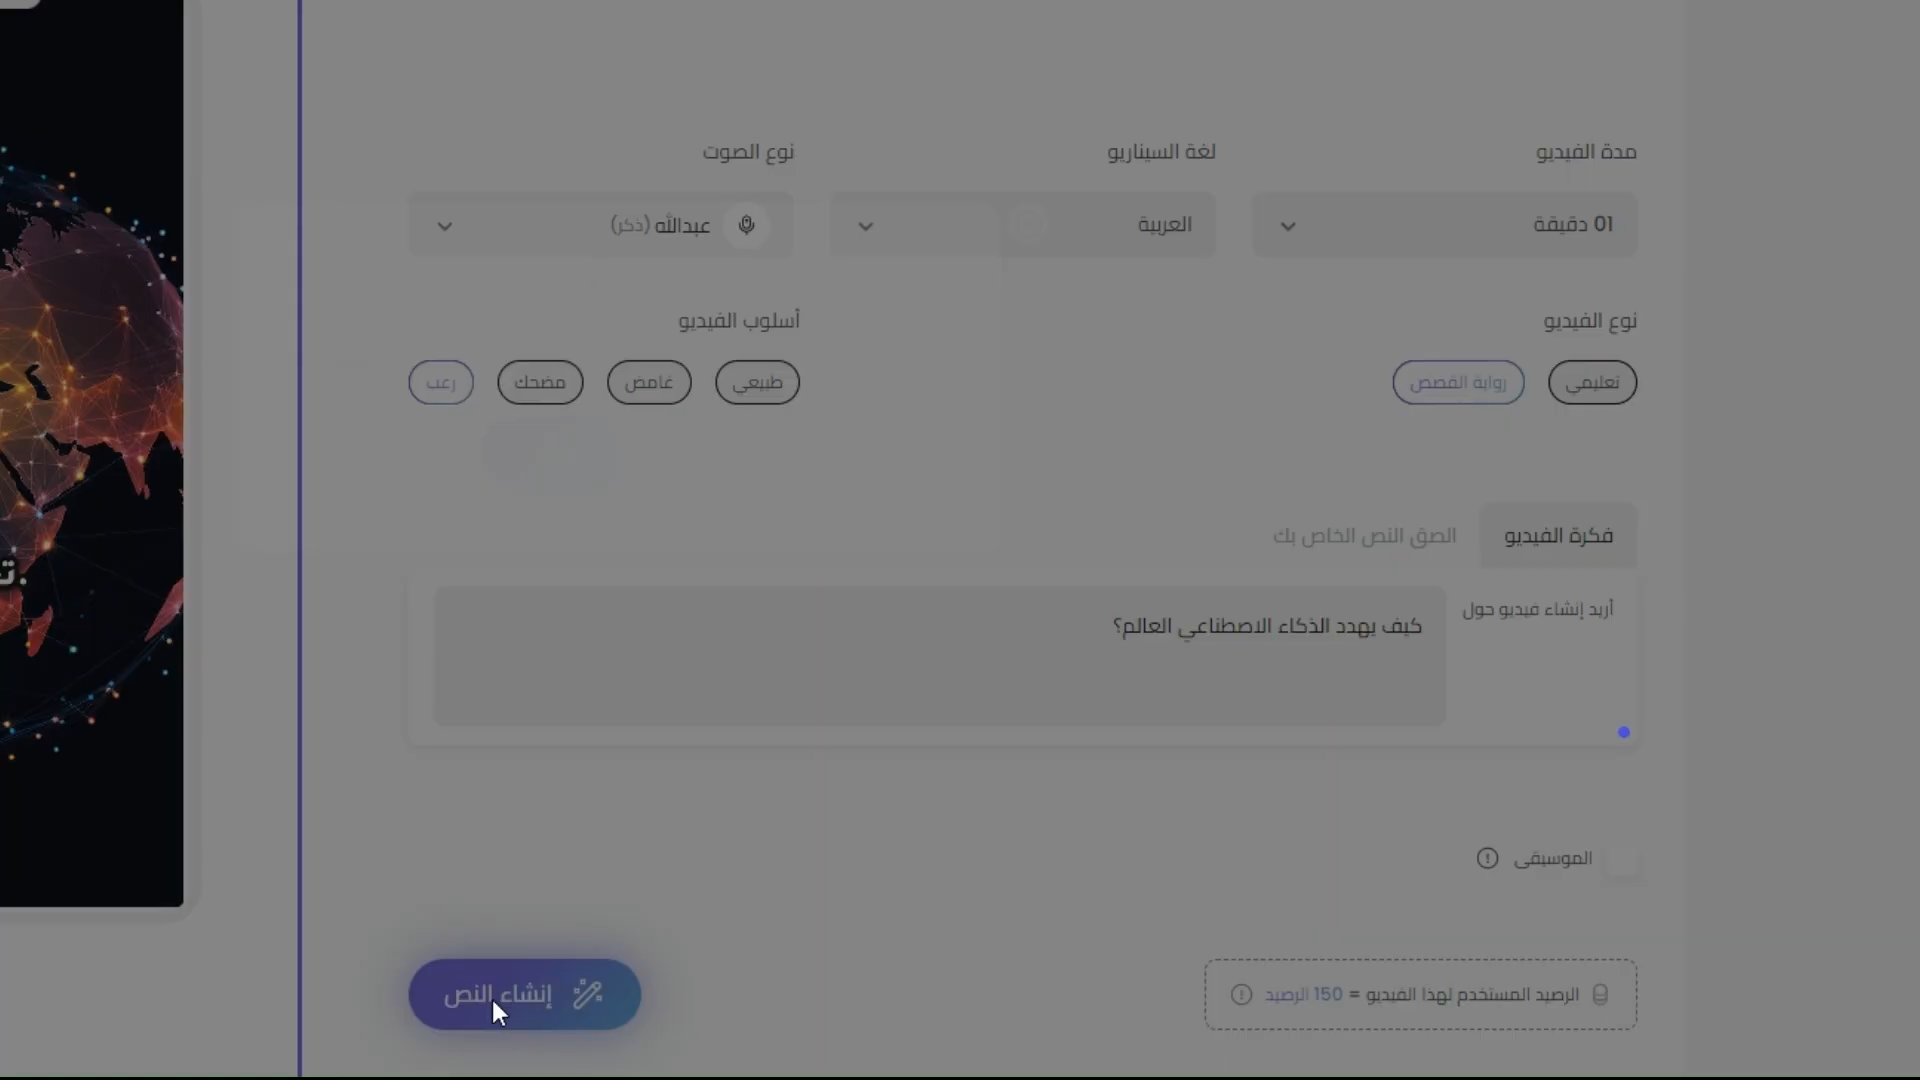 مدة الفيديو
لغة السيناريو
نوع الصوت
01 دقيقة
العربية
عبدالله (ذكر)
نوع الفيديو
أسلوب الفيديو
تعليمي
رواية القصص
طبيعي
غامض
مضحك
رعب
فكرة الفيديو
الصق النص الخاص بك
أريد إنشاء فيديو حول
كيف يهدد الذكاء الاصطناعي العالم؟
الموسيقى
الرصيد المستخدم لهذا الفيديو = 150 الرصيد
إنشاء النص